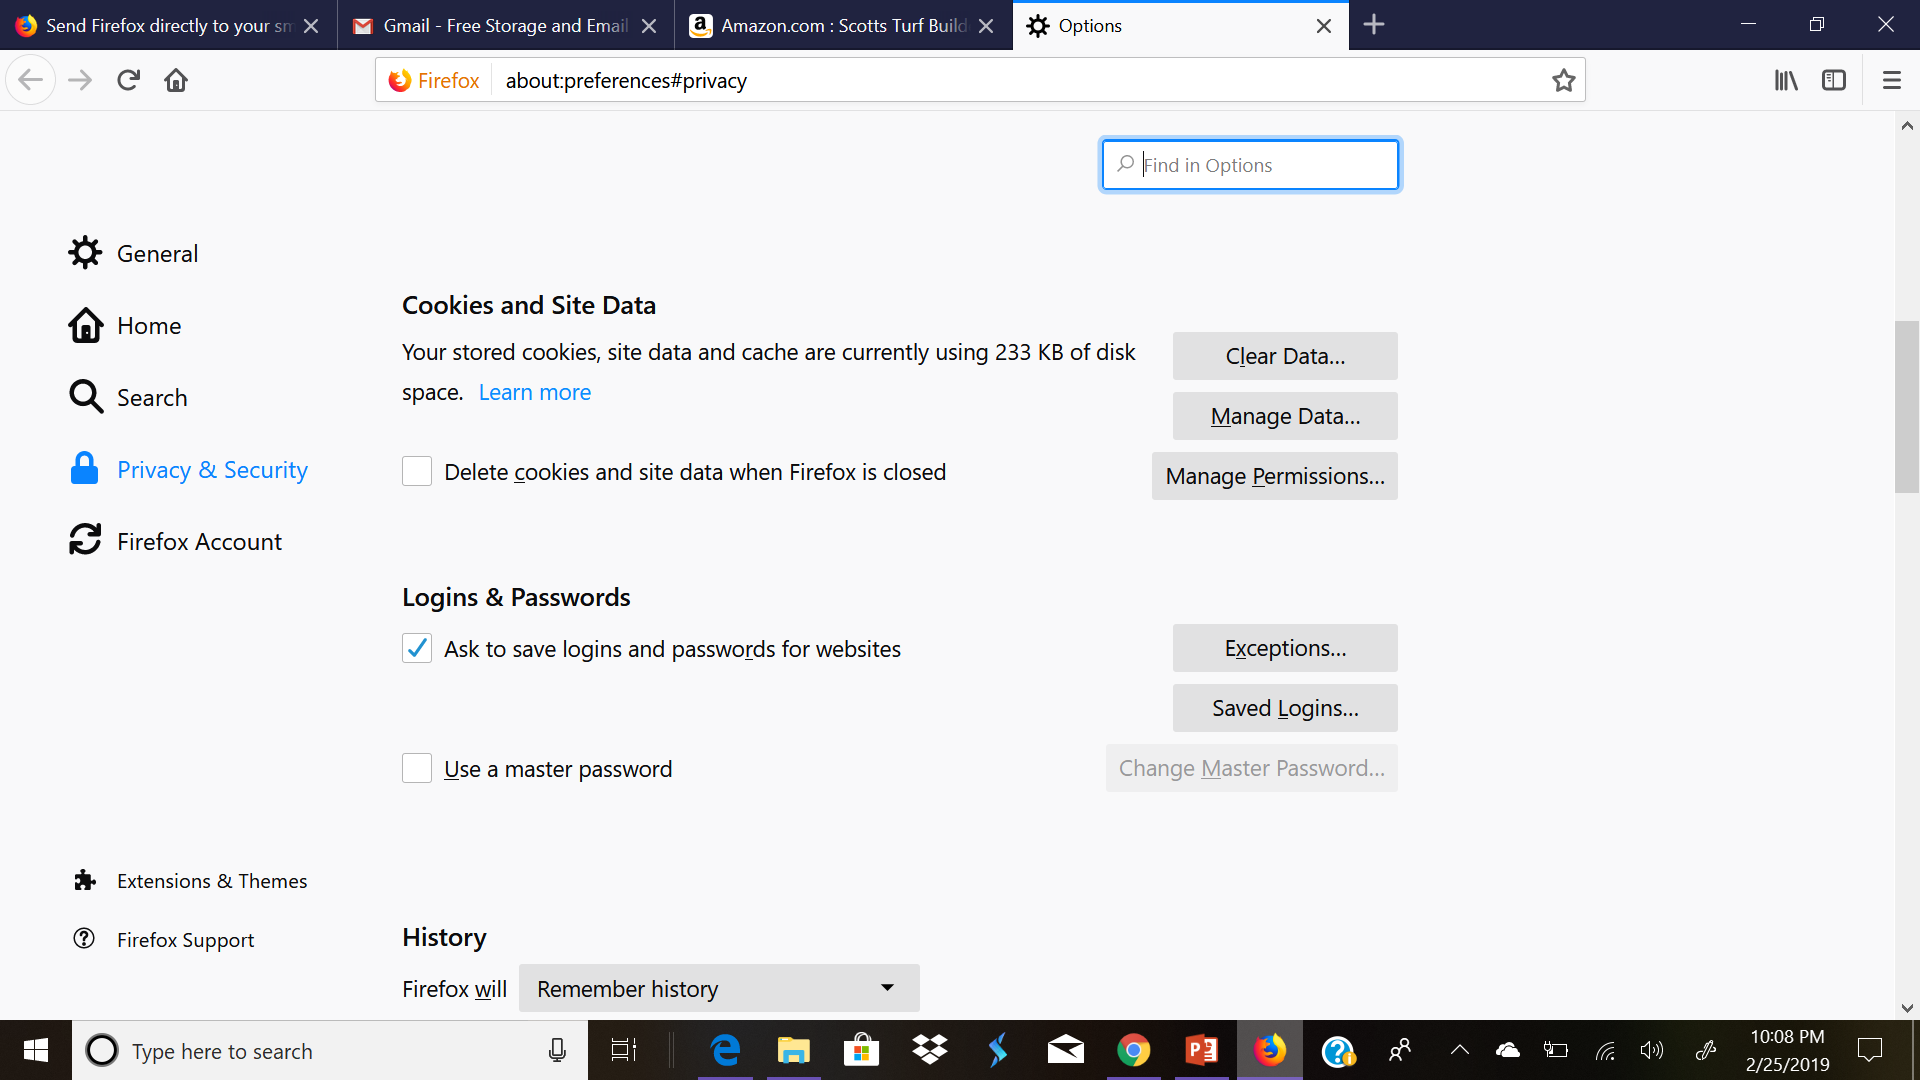 Send Firefox directly to your sm
Gmail - Free Storage and Email
Amazon.com : Scotts Turf Build
Options
Firefox
about:preferences#privacy
Find in Options
General
Home
Search
Privacy & Security
Firefox Account
Extensions & Themes
Firefox Support
Cookies and Site Data
Your stored cookies, site data and cache are currently using 233 KB of disk
space. Learn more
Clear Data...
Manage Data...
Delete cookies and site data when Firefox is closed
Manage Permissions...
Logins & Passwords
Ask to save logins and passwords for websites
Exceptions...
Saved Logins...
Use a master password
Change Master Password...
History
Firefox will Remember history
Type here to search
10:08 PM
2/25/2019